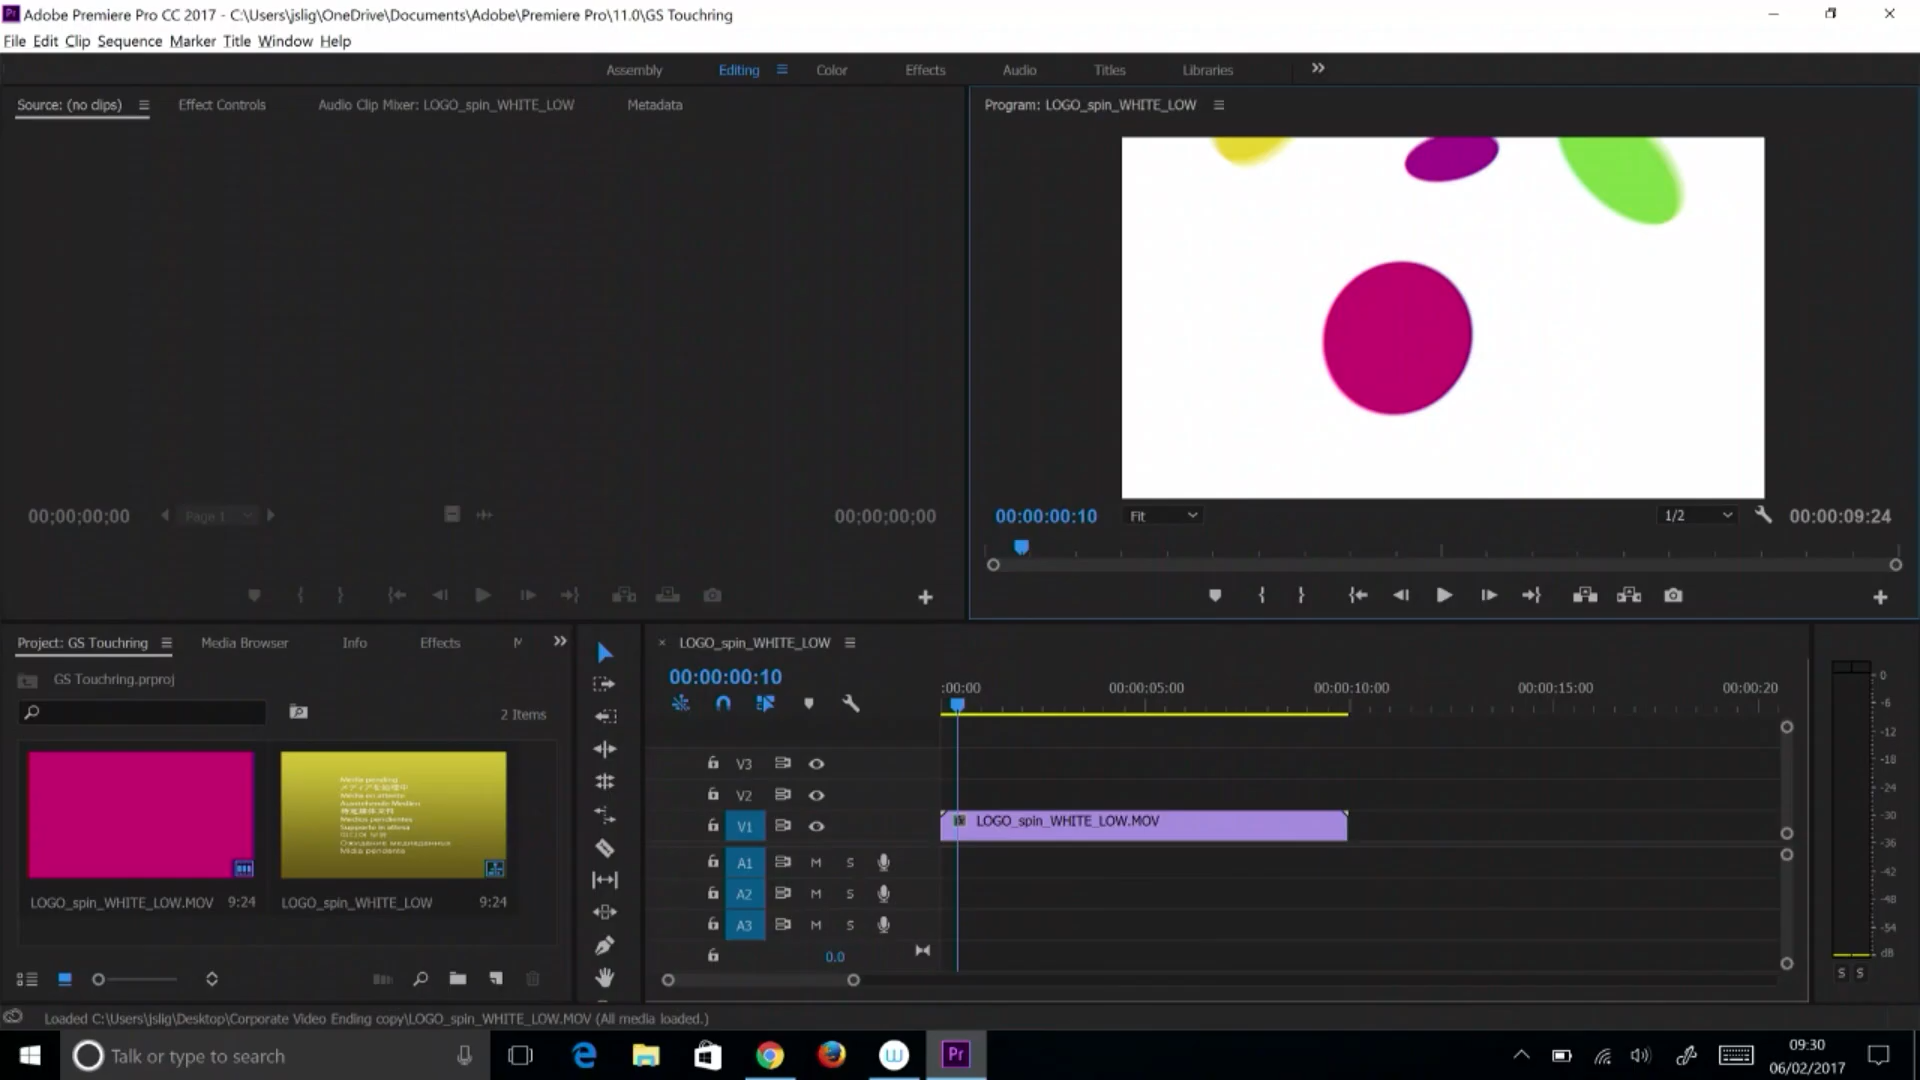 Adobe Premiere Pro CC 2017 - C:\Users\jslig\OneDrive\Documents\Adobe\Premiere Pro\11.0\GS Touchring
File Edit Clip Sequence Marker Title Window Help
Assembly Editing Color Effects Audio Titles Libraries
Source: (no clips) Effect Controls Audio Clip Mixer: LOGO_spin_WHITE_LOW Metadata
Program: LOGO_spin_WHITE_LOW
00;00;00;00 Page 1 00;00;00;00
00:00:00:10 Fit 1/2 00:00:09:24
Project: GS Touchring Media Browser Info Effects
GS Touchring.prproj
2 Items
Media pending
LOGO_spin_WHITE_LOW.MOV 9:24 LOGO_spin_WHITE_LOW 9:24
LOGO_spin_WHITE_LOW
00:00:00:10
:00:00 00:00:05:00 00:00:10:00 00:00:15:00 00:00:20
V3
V2
V1 LOGO_spin_WHITE_LOW.MOV
A1 M S
A2 M S
A3 M S
0.0
0
-6
-12
-18
-24
-30
-36
-42
-48
-54
dB
S S
Loaded C:\Users\jslig\Desktop\Corporate Video Ending copy\LOGO_spin_WHITE_LOW.MOV (All media loaded.)
Talk or type to search
Pr
09:30
06/02/2017